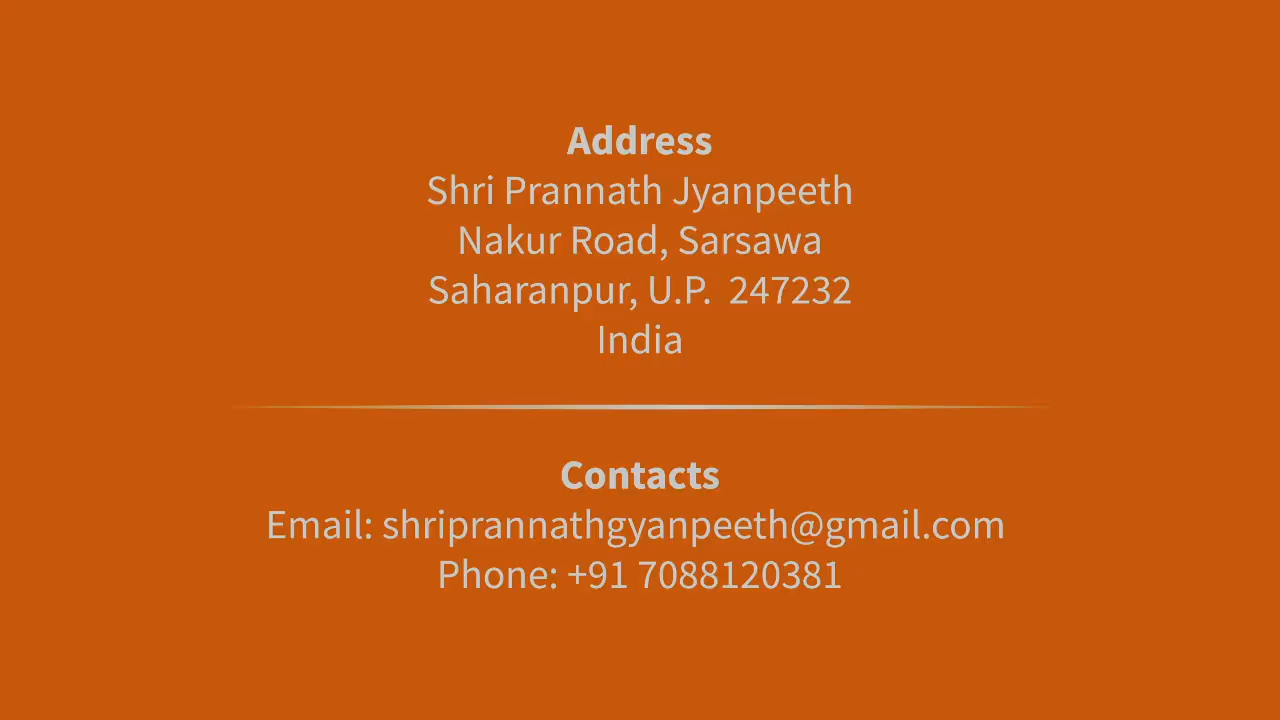 Address
Shri Prannath Jyanpeeth
Nakur Road, Sarsawa
Saharanpur, U.P.  247232
India
Contacts
Email: shriprannathgyanpeeth@gmail.com
Phone: +91 7088120381